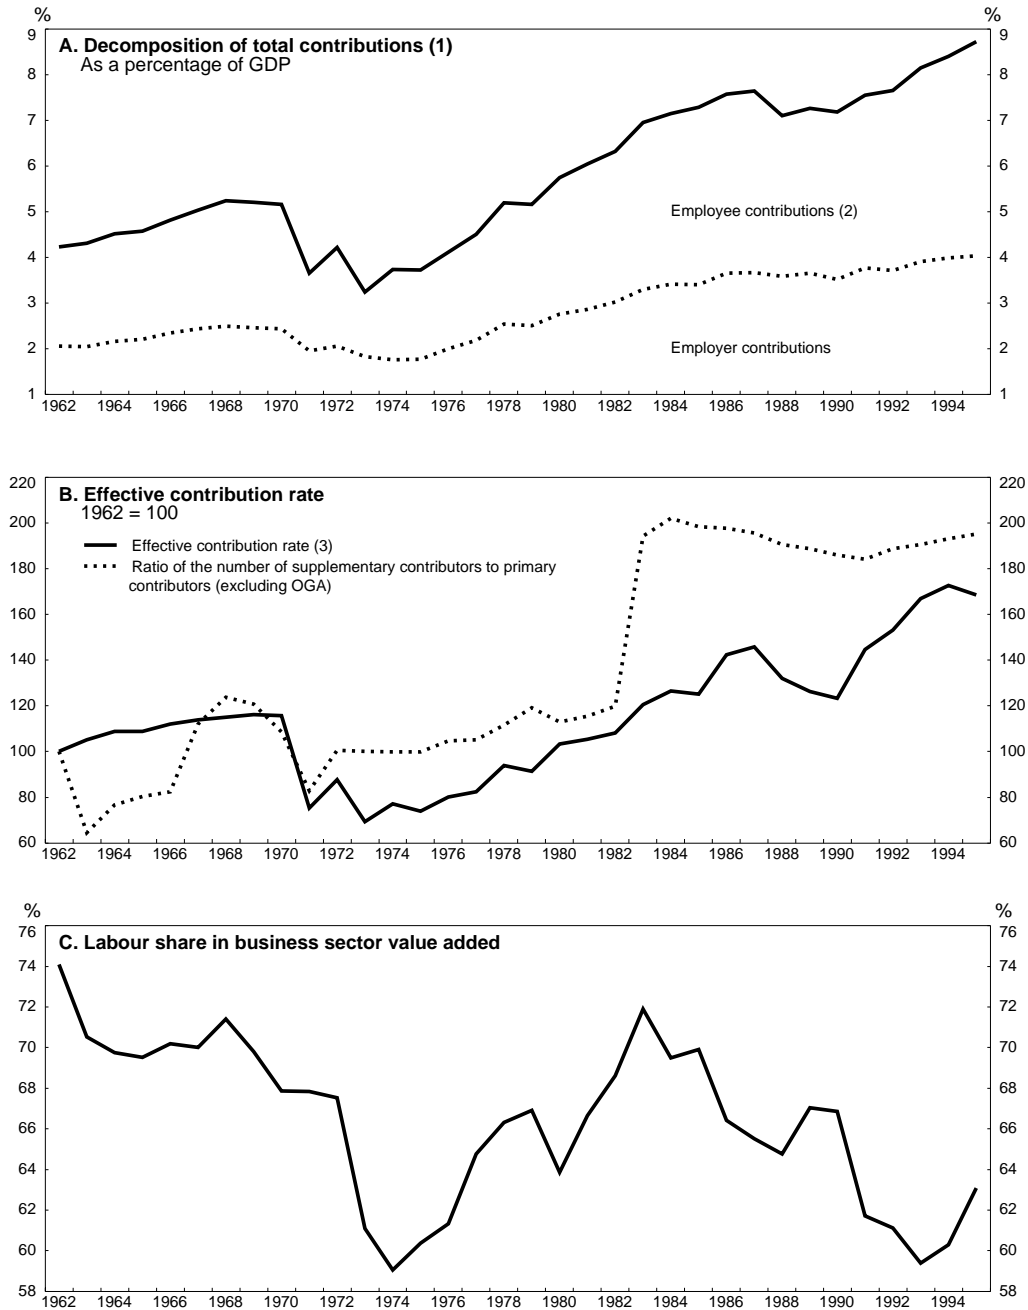 % %
A. Decomposition of total contributions (1)
As a percentage of GDP
9 9
8 8
7 7
6 6
5 Employee contributions (2) 5
4 4
3 3
2 Employer contributions 2
1 1
1962 1964 1966 1968 1970 1972 1974 1976 1978 1980 1982 1984 1986 1988 1990 1992 1994
220 220
B. Effective contribution rate
1962 = 100
200 200
Effective contribution rate (3)
Ratio of the number of supplementary contributors to primary
contributors (excluding OGA)
180 180
160 160
140 140
120 120
100 100
80 80
60 60
1962 1964 1966 1968 1970 1972 1974 1976 1978 1980 1982 1984 1986 1988 1990 1992 1994
% %
76 76
C. Labour share in business sector value added
74 74
72 72
70 70
68 68
66 66
64 64
62 62
60 60
58 58
1962 1964 1966 1968 1970 1972 1974 1976 1978 1980 1982 1984 1986 1988 1990 1992 1994